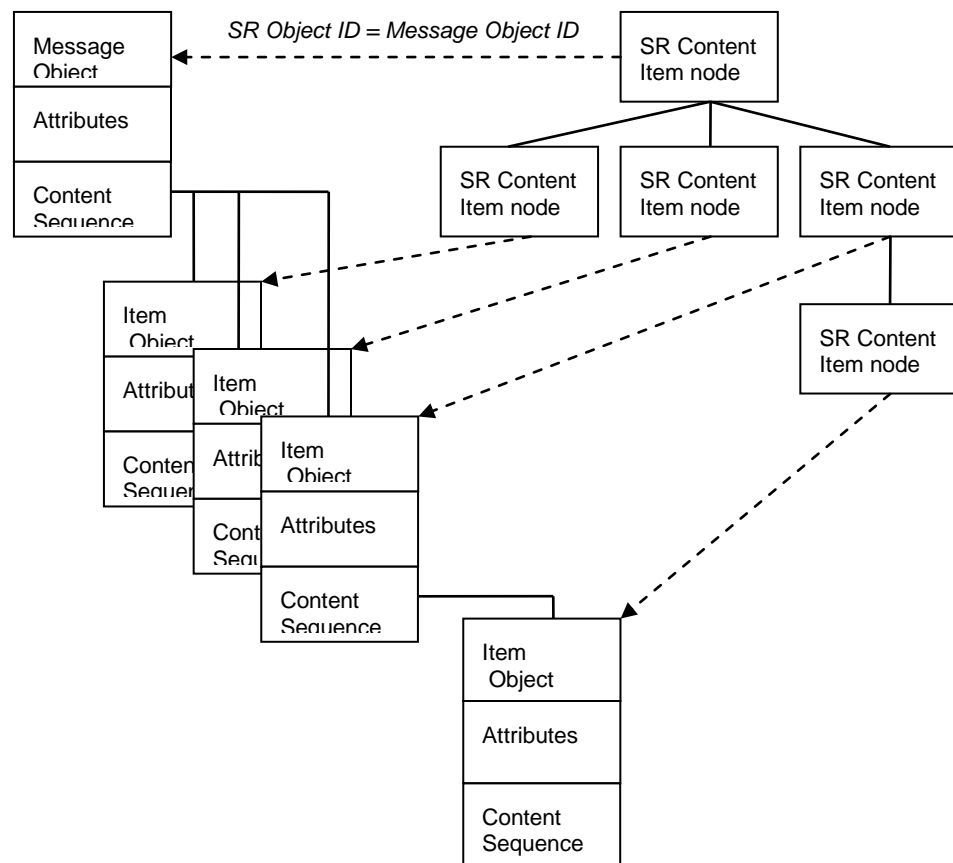 SR Object ID = Message Object ID
Message
Object
Attributes
Content
Sequence
SR Content
Item node
SR Content
Item node
SR Content
Item node
SR Content
Item node
SR Content
Item node
Item
Object
Attribut
Conten
Sequen
Item
Object
Attrib
Cont
Sequ
Item
Object
Attributes
Content
Sequence
Item
Object
Attributes
Content
Sequence